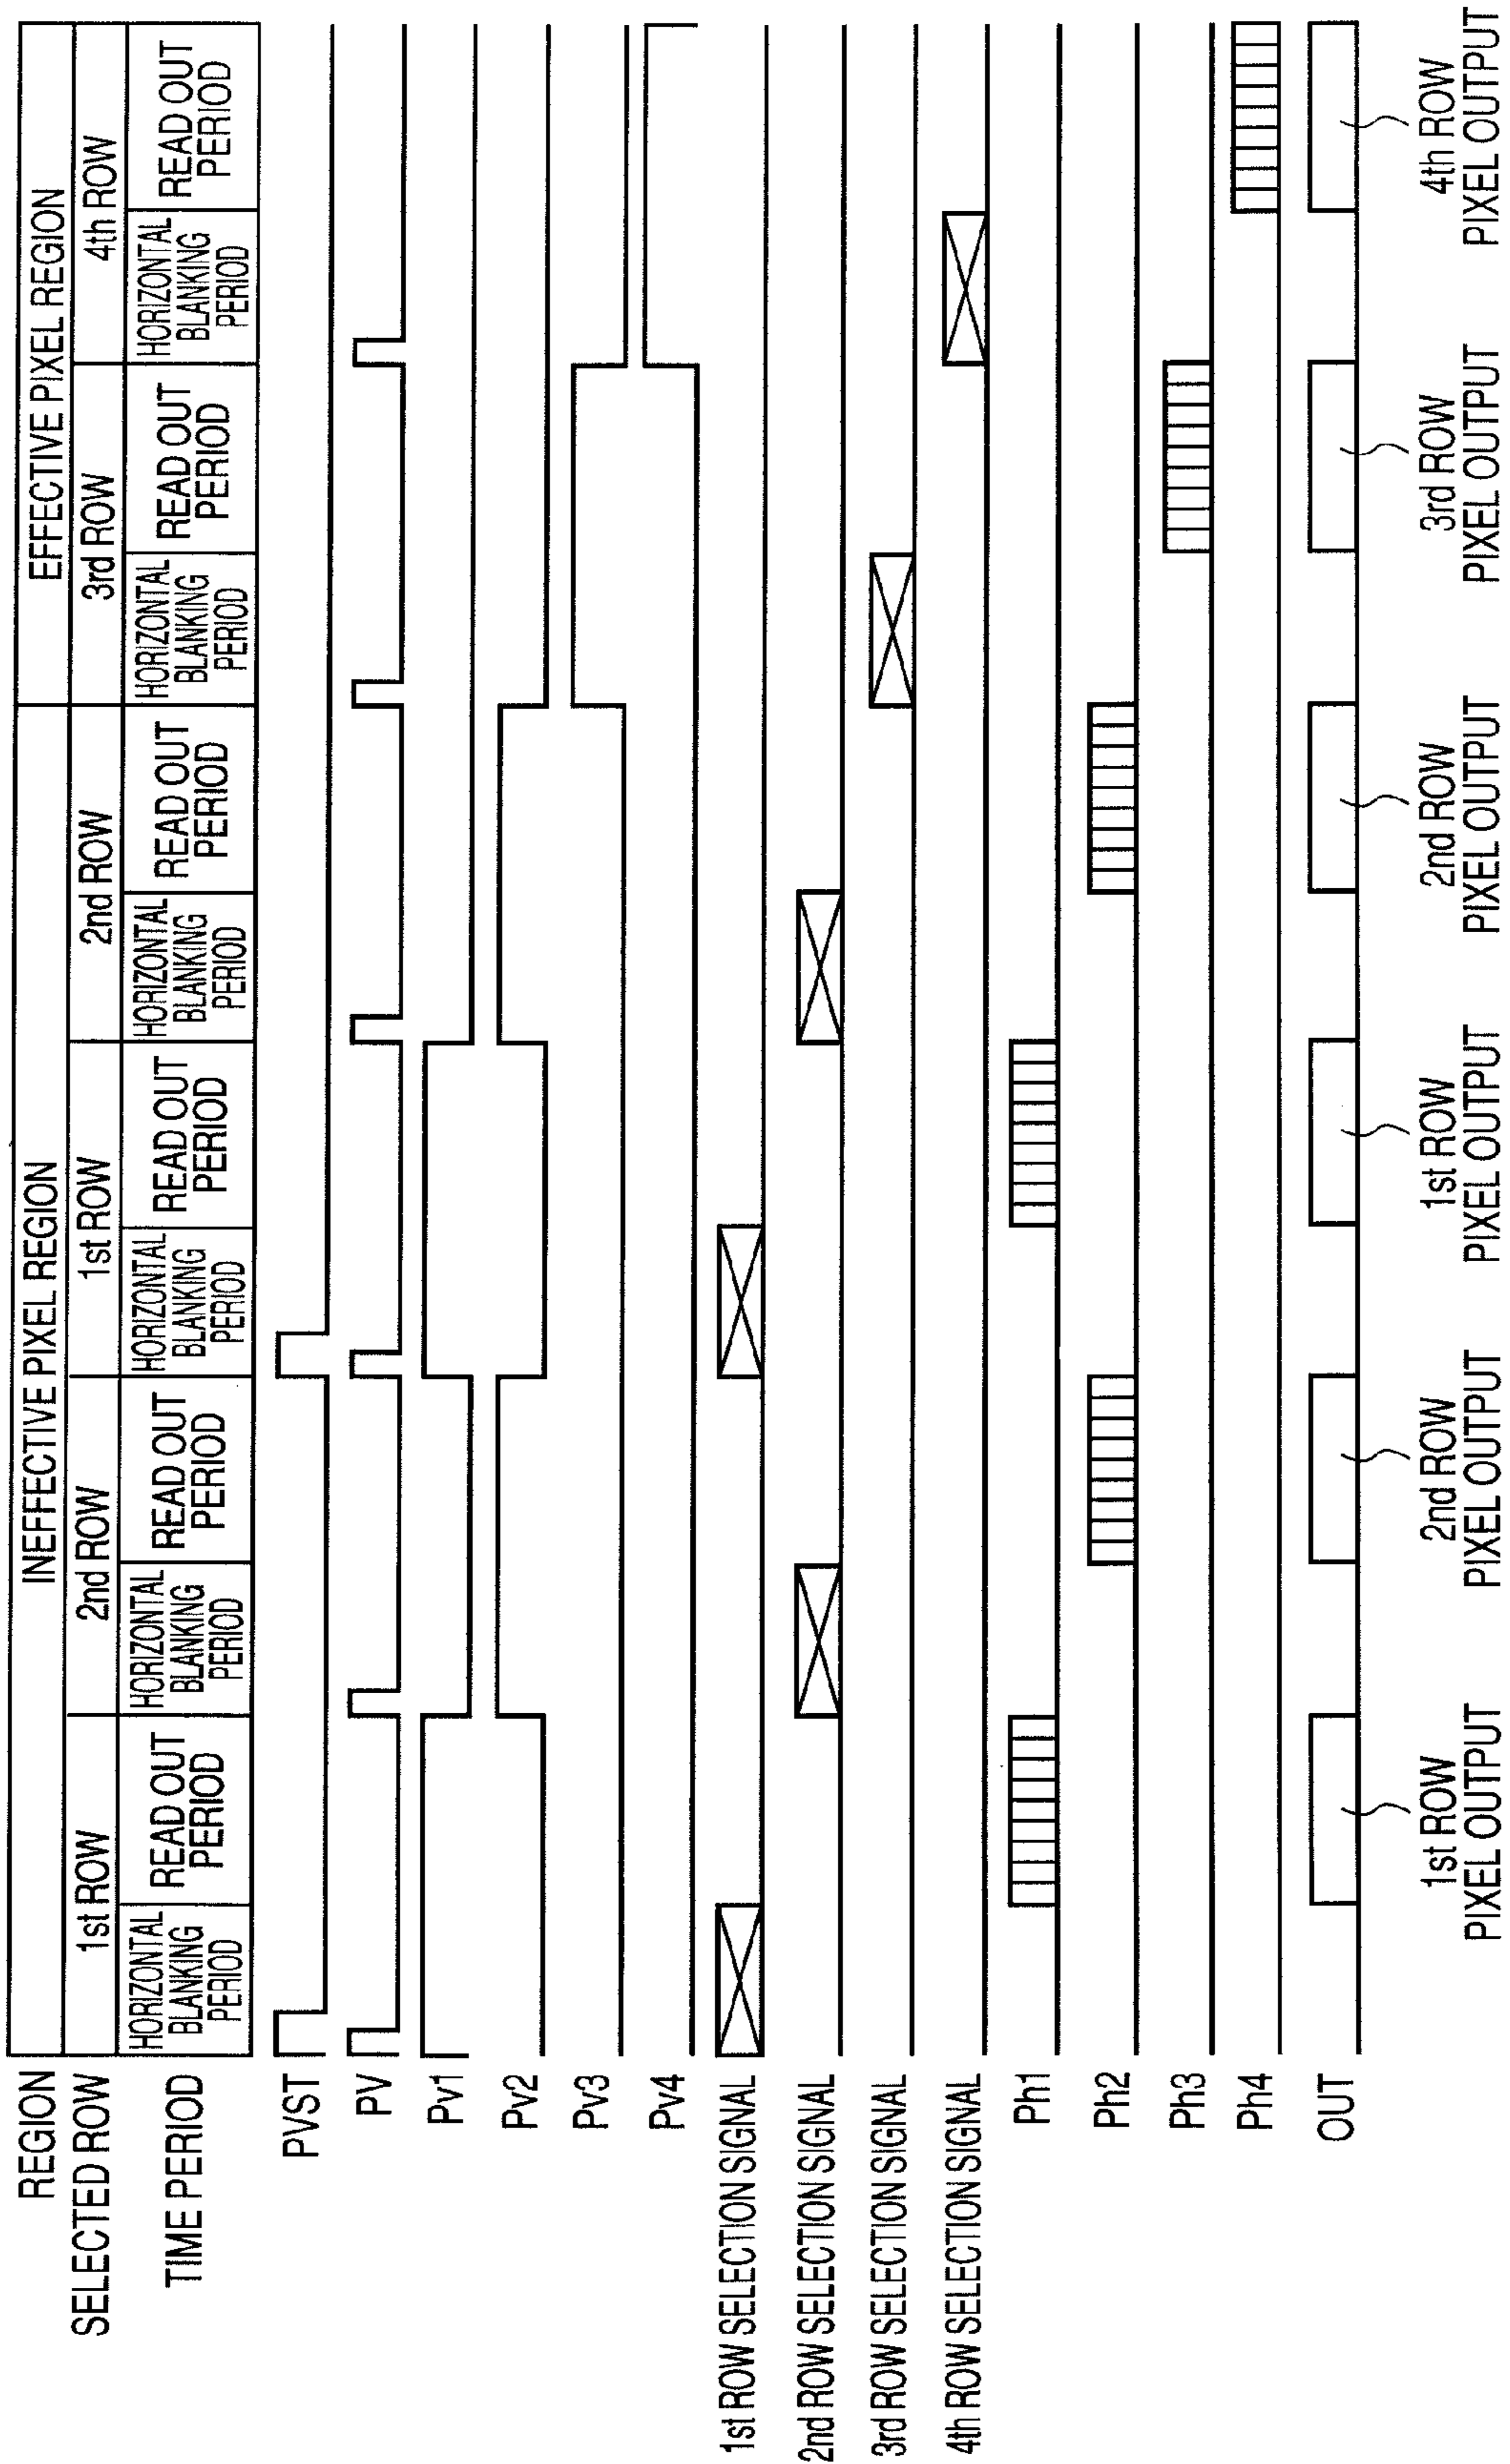 REGION
INEFFECTIVE PIXEL REGION
EFFECTIVE PIXEL REGION
SELECTED ROW
1st ROW
2nd ROW
1st ROW
2nd ROW
3rd ROW
4th ROW
TIME PERIOD
HORIZONTAL
BLANKING
PERIOD
READ OUT
PERIOD
HORIZONTAL
BLANKING
PERIOD
READ OUT
PERIOD
HORIZONTAL
BLANKING
PERIOD
READ OUT
PERIOD
HORIZONTAL
BLANKING
PERIOD
READ OUT
PERIOD
HORIZONTAL
BLANKING
PERIOD
READ OUT
PERIOD
HORIZONTAL
BLANKING
PERIOD
READ OUT
PERIOD
PVST
PV
Pv1
Pv2
Pv3
Pv4
1st ROW SELECTION SIGNAL
2nd ROW SELECTION SIGNAL
3rd ROW SELECTION SIGNAL
4th ROW SELECTION SIGNAL
Ph1
Ph2
Ph3
Ph4
OUT
1st ROW
PIXEL OUTPUT
2nd ROW
PIXEL OUTPUT
1st ROW
PIXEL OUTPUT
2nd ROW
PIXEL OUTPUT
3rd ROW
PIXEL OUTPUT
4th ROW
PIXEL OUTPUT